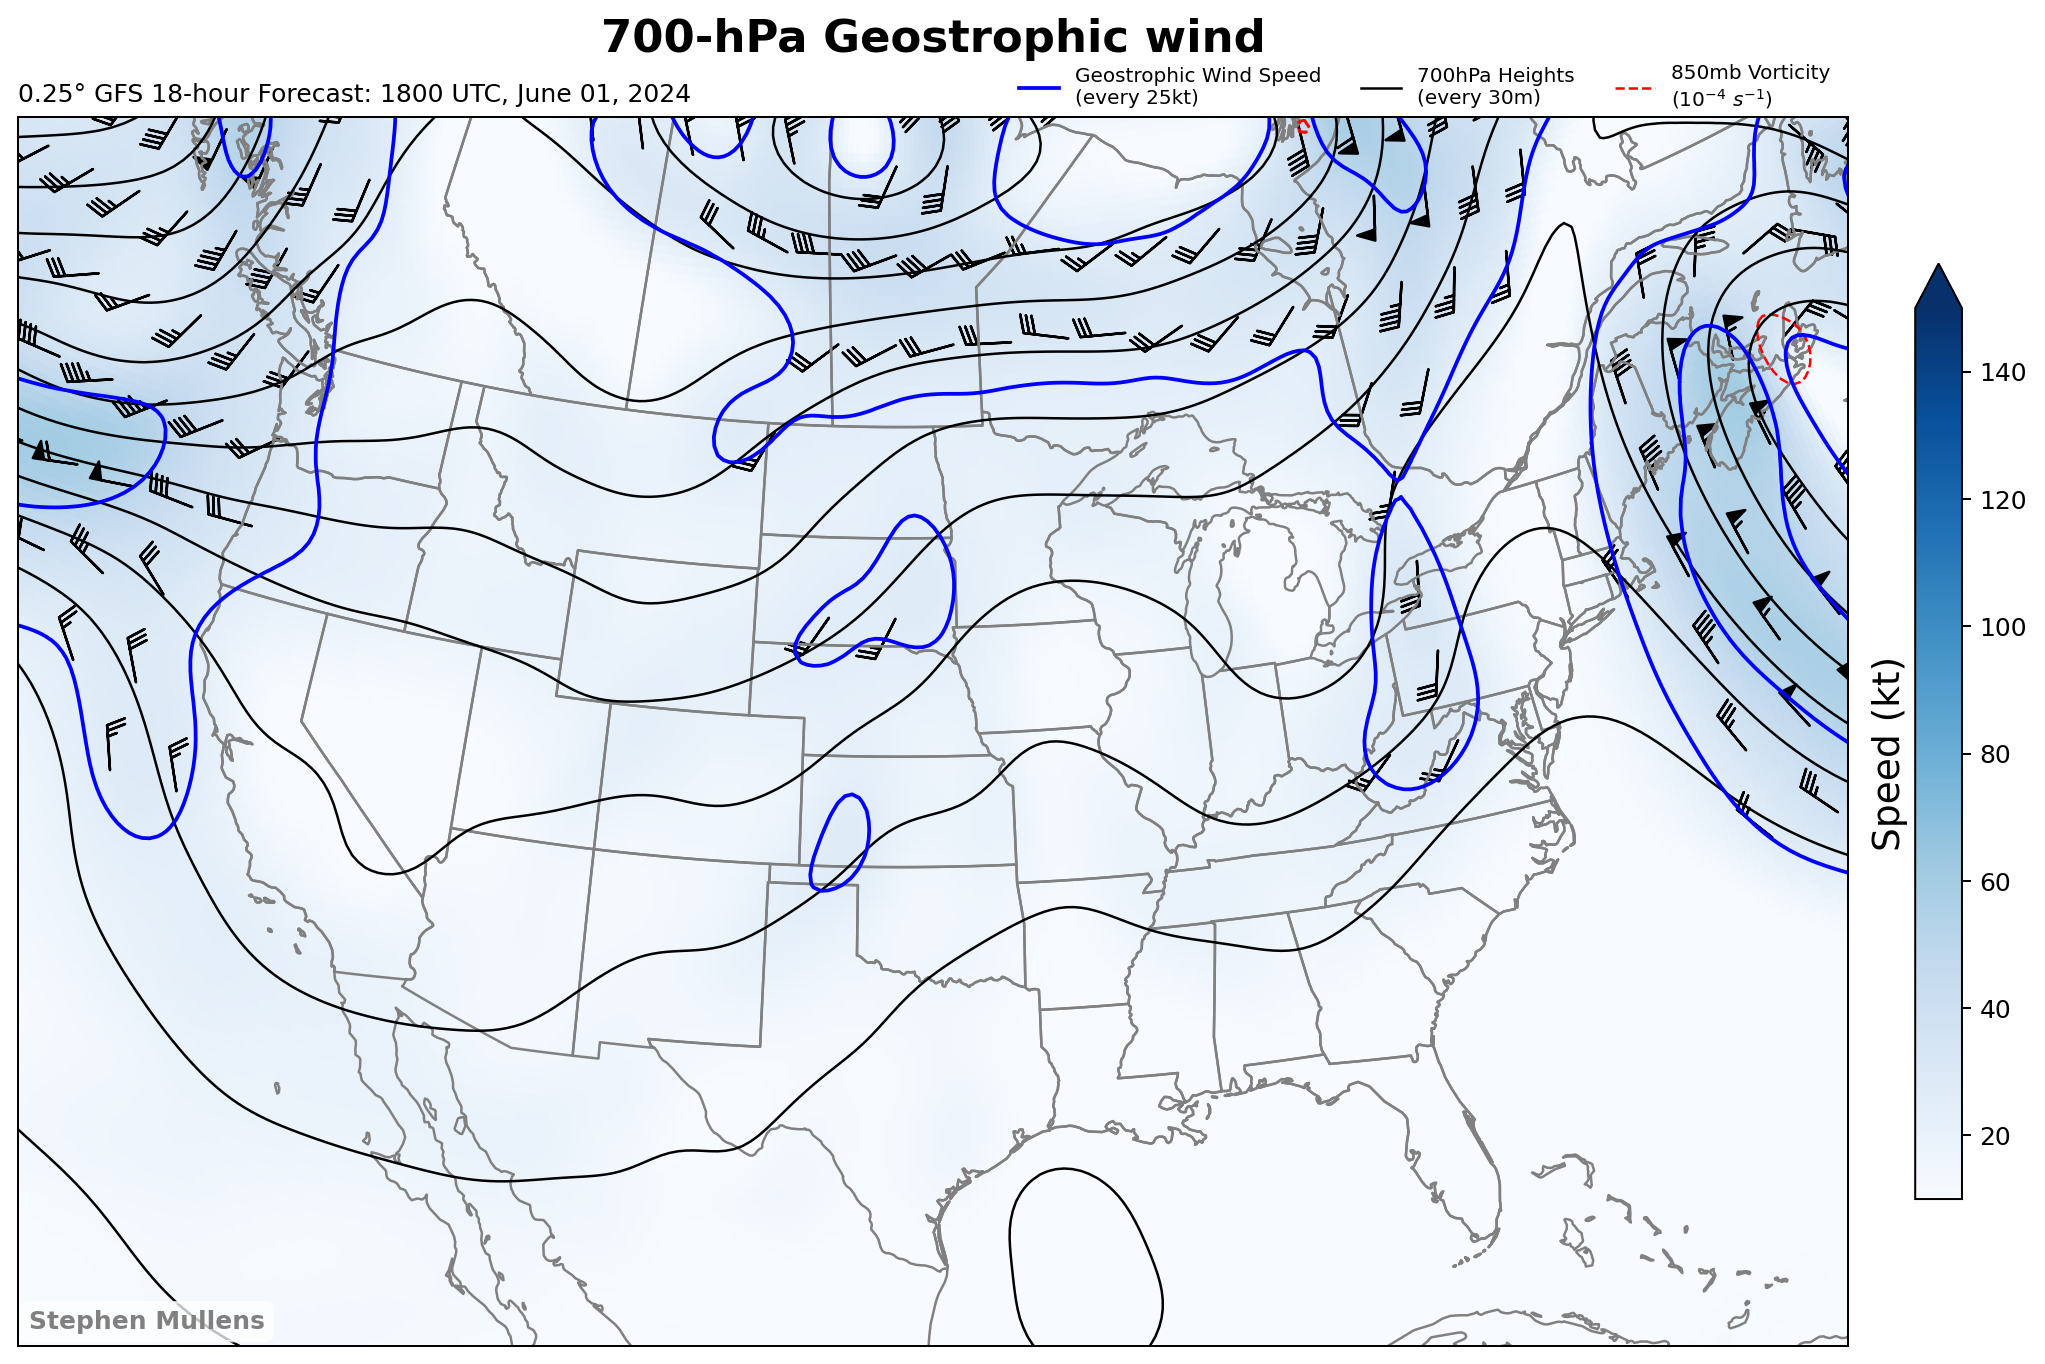 700-hPa Geostrophic wind
0.25° GFS 18-hour Forecast: 1800 UTC, June 01, 2024
Geostrophic Wind Speed
(every 25kt)
700hPa Heights
(every 30m)
850mb Vorticity
(10⁻⁴ s⁻¹)
140
120
100
80
60
40
20
Speed (kt)
Stephen Mullens